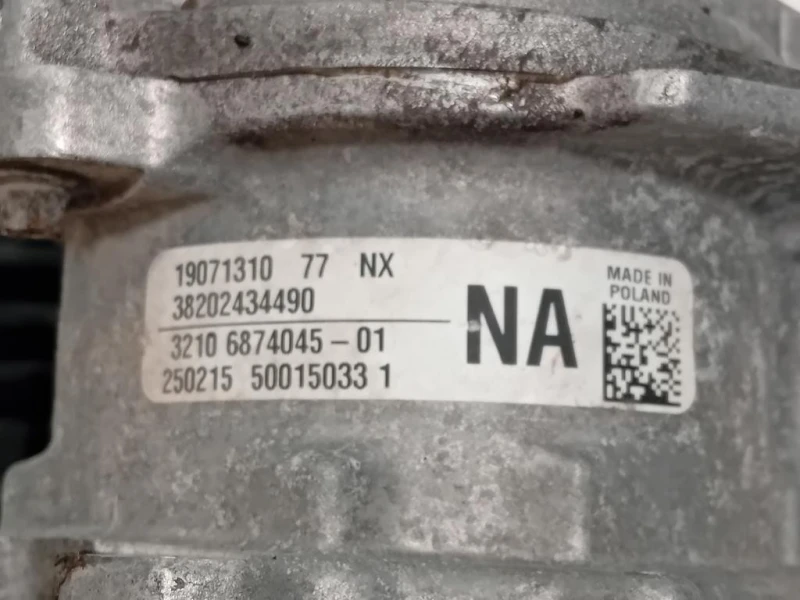 19071310 77 NX
38202434490
3210 6874045-01
250215 50015033 1
NA
MADE IN
POLAND